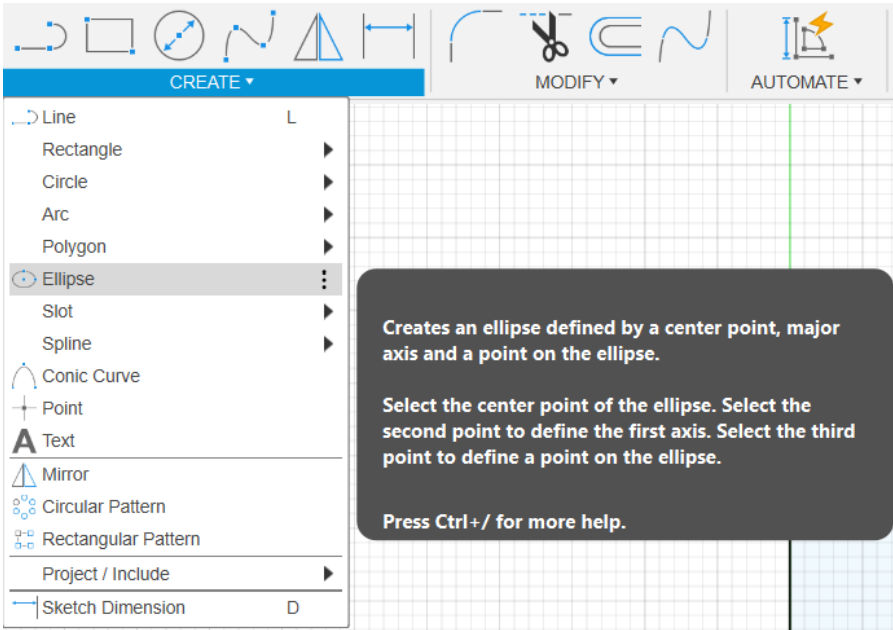 CREATE ▾ MODIFY ▾ AUTOMATE ▾
Line L
Rectangle
Circle
Arc
Polygon
Ellipse
Slot
Spline
Conic Curve
Point
Text
Mirror
Circular Pattern
Rectangular Pattern
Project / Include
Sketch Dimension D
Creates an ellipse defined by a center point, major
axis and a point on the ellipse.
Select the center point of the ellipse. Select the
second point to define the first axis. Select the third
point to define a point on the ellipse.
Press Ctrl+/ for more help.